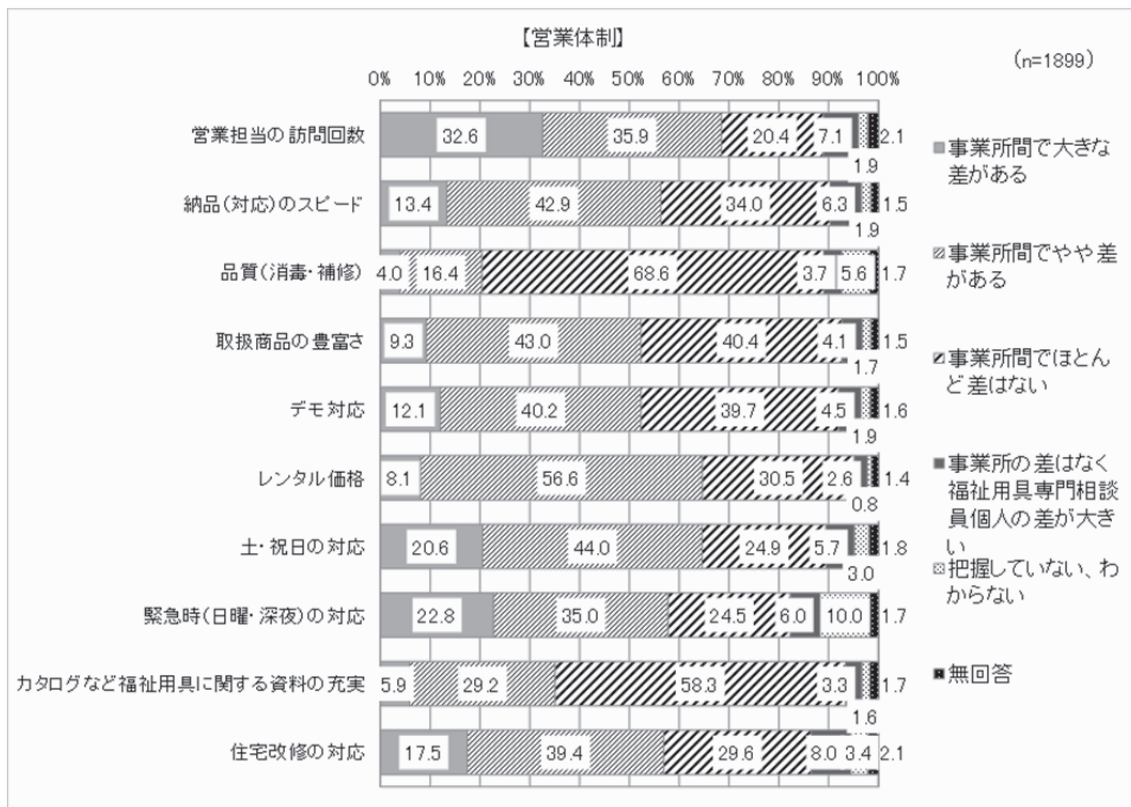 【営業体制】
(n=1899)
0% 10% 20% 30% 40% 50% 60% 70% 80% 90% 100%
営業担当の訪問回数 32.6 35.9 20.4 7.1 1.9 2.1
納品(対応)のスピード 13.4 42.9 34.0 6.3 1.9 1.5
品質(消毒・補修) 4.0 16.4 68.6 3.7 5.6 1.7
取扱商品の豊富さ 9.3 43.0 40.4 4.1 1.7 1.5
デモ対応 12.1 40.2 39.7 4.5 1.9 1.6
レンタル価格 8.1 56.6 30.5 2.6 0.8 1.4
土・祝日の対応 20.6 44.0 24.9 5.7 3.0 1.8
緊急時(日曜・深夜)の対応 22.8 35.0 24.5 6.0 10.0 1.7
カタログなど福祉用具に関する資料の充実 5.9 29.2 58.3 3.3 1.6 1.7
住宅改修の対応 17.5 39.4 29.6 8.0 3.4 2.1
事業所間で大きな
差がある
事業所間でやや差
がある
事業所間でほとん
ど差はない
事業所の差はなく
福祉用具専門相談
員個人の差が大き
い
把握していない、わ
からない
無回答